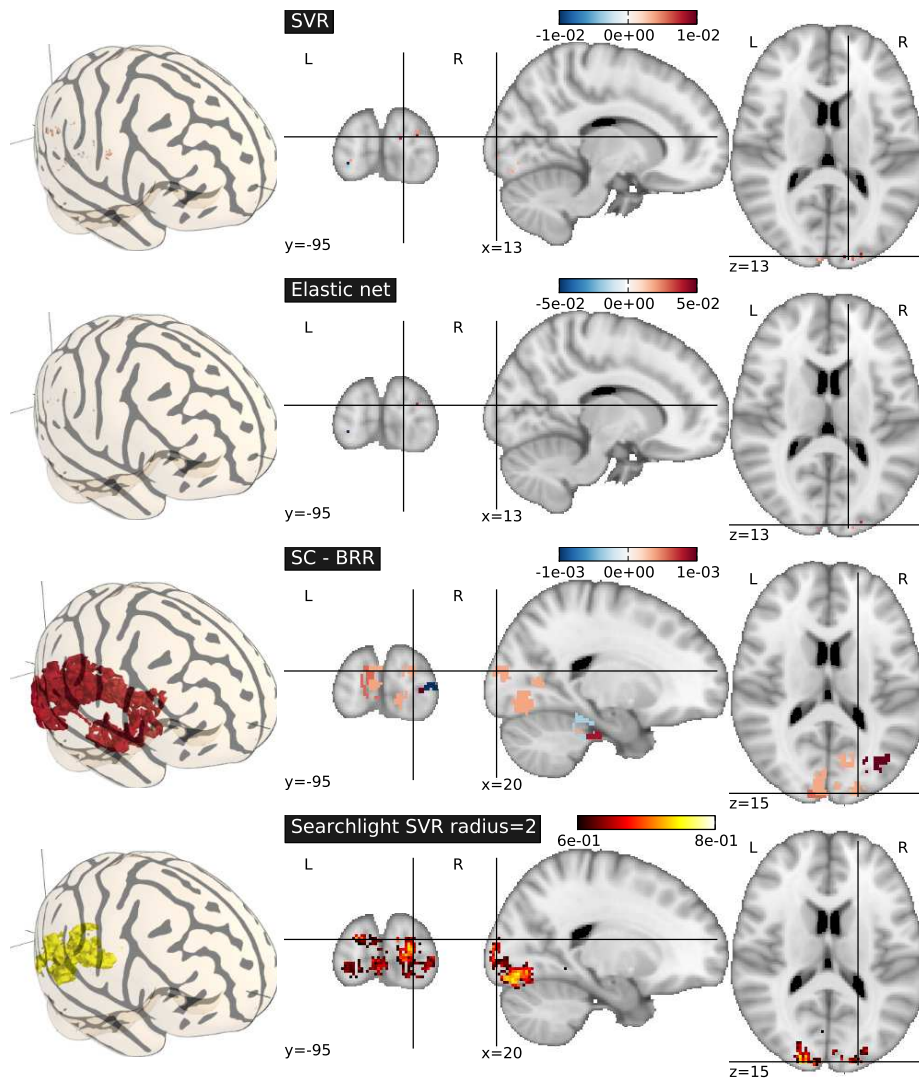 SVR
-1e-02 0e+00 1e-02
L R L R
y=-95 x=13 z=13
Elastic net
-5e-02 0e+00 5e-02
L R L R
y=-95 x=13 z=13
SC - BRR
-1e-03 0e+00 1e-03
L R L R
y=-95 x=20 z=15
Searchlight SVR radius=2
6e-01 8e-01
L R L R
y=-95 x=20 z=15